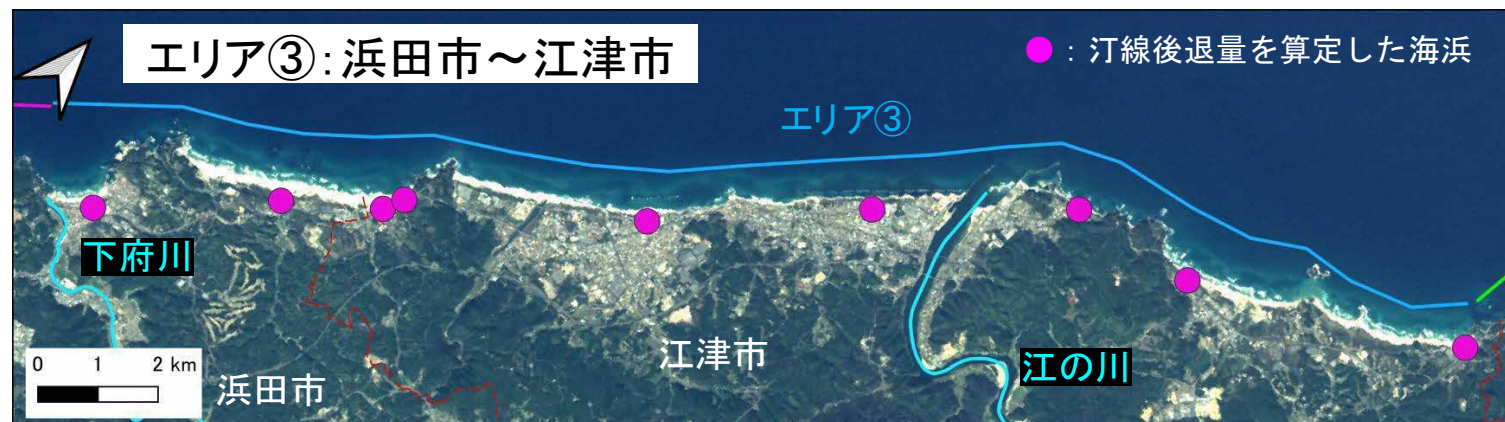 エリア③:浜田市～江津市
:汀線後退量を算定した海浜
エリア③
下府川
江津市
江の川
0 1 2 km
浜田市